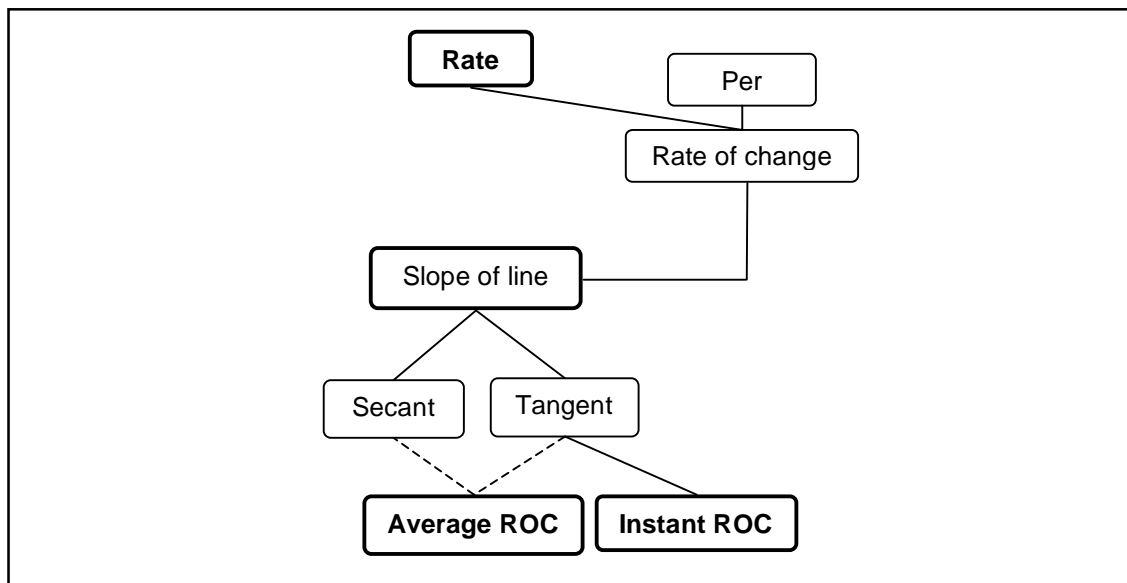 Rate
Per
Rate of change
Slope of line
Secant
Tangent
Average ROC
Instant ROC